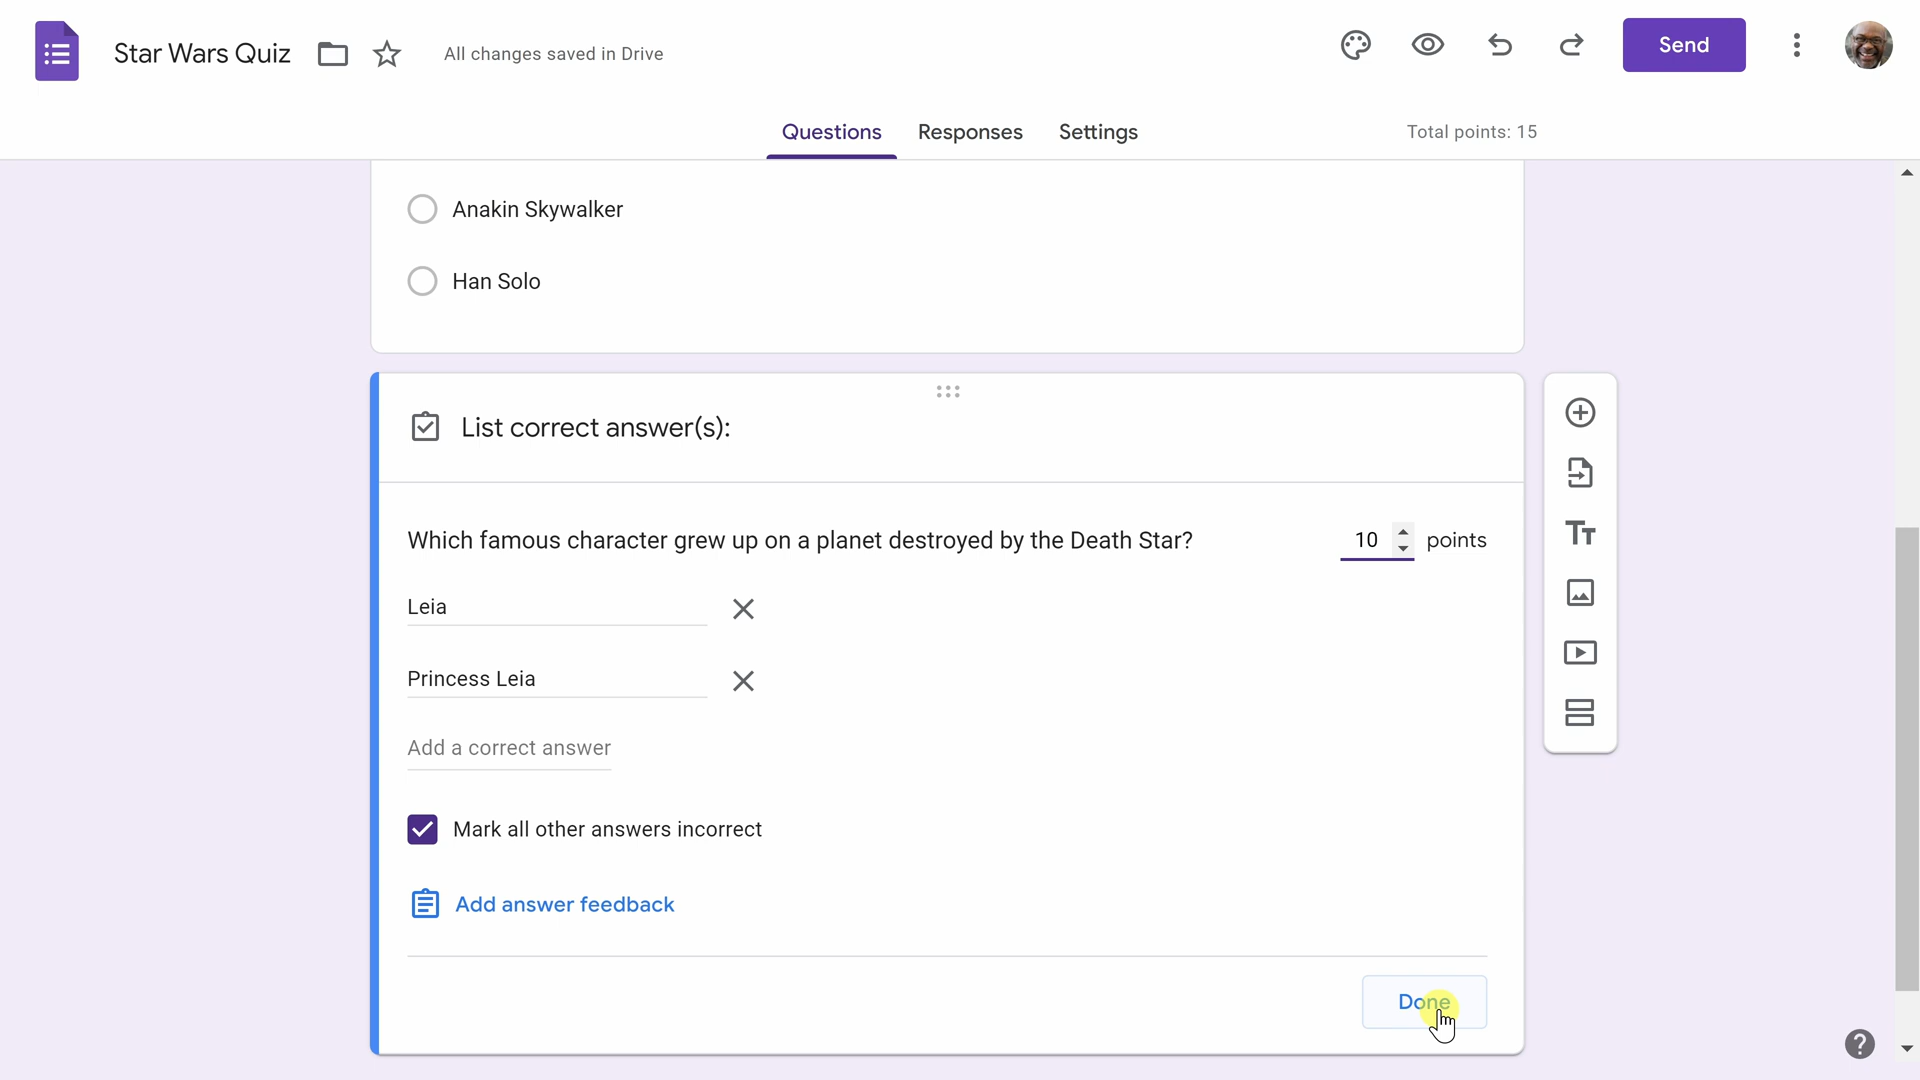 Star Wars Quiz
All changes saved in Drive
Send
Questions
Responses
Settings
Total points: 15
Anakin Skywalker
Han Solo
List correct answer(s):
Which famous character grew up on a planet destroyed by the Death Star?
10 points
Leia
Princess Leia
Add a correct answer
Mark all other answers incorrect
Add answer feedback
Done